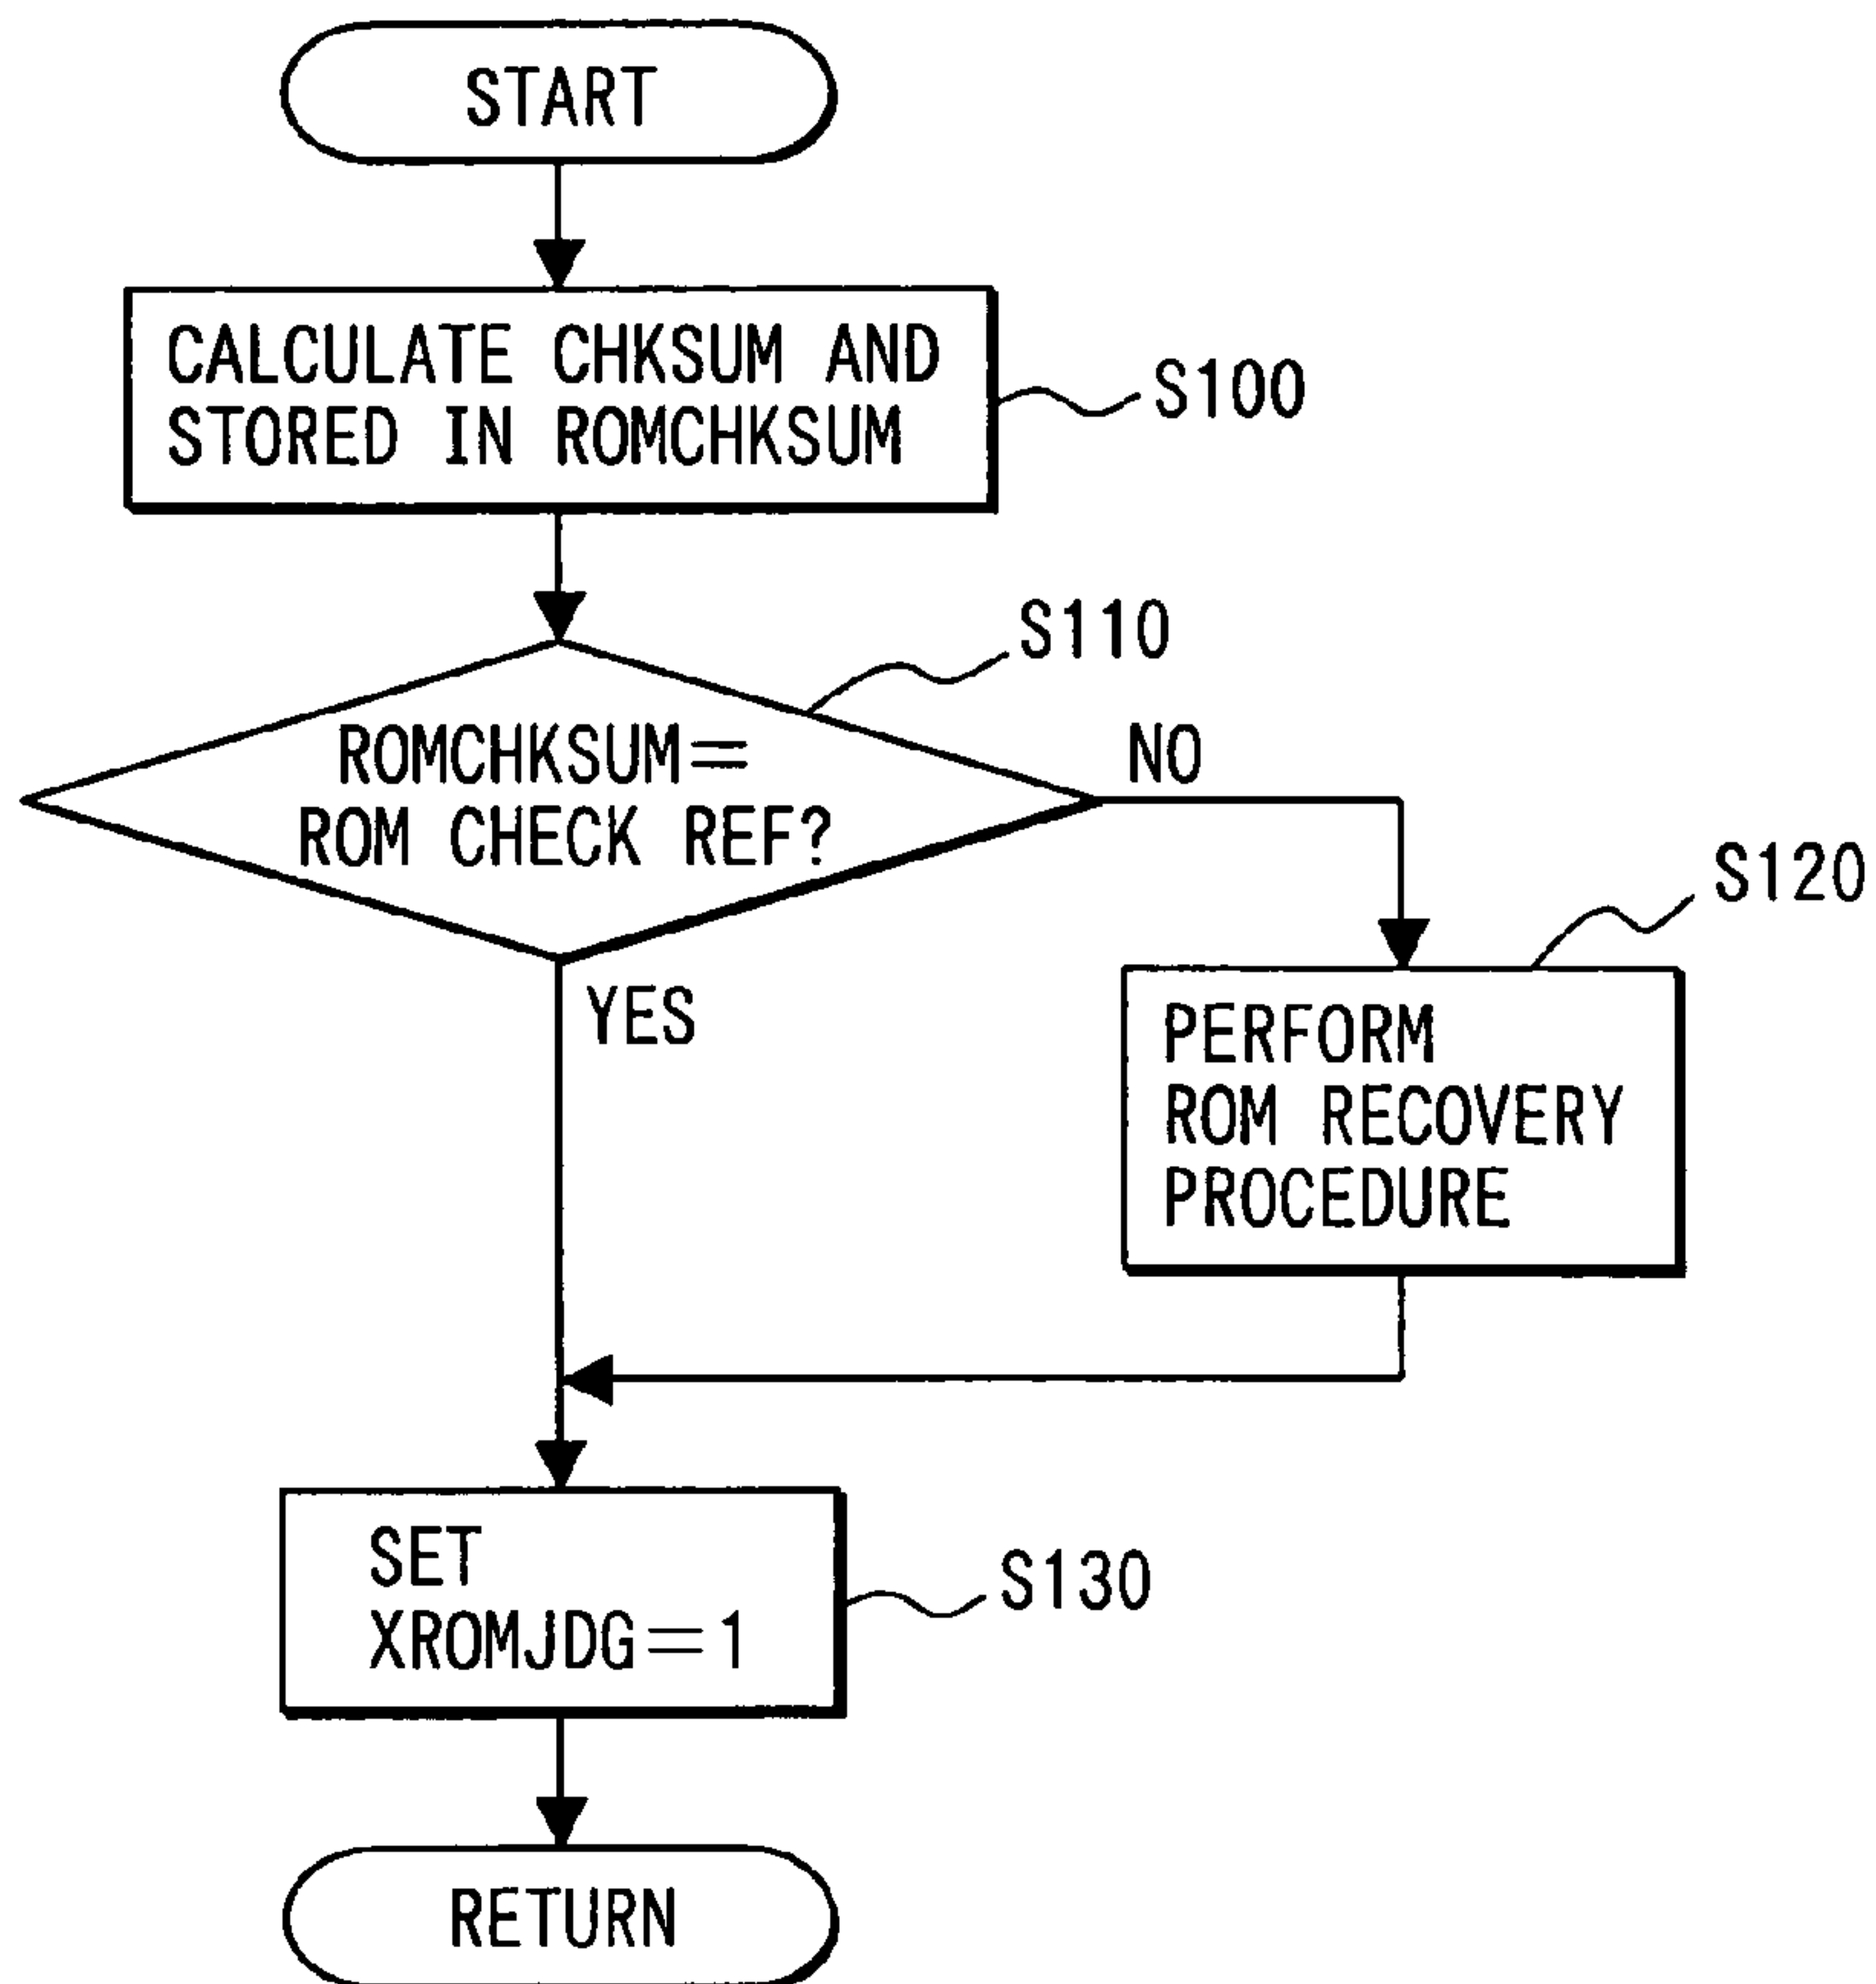 START
CALCULATE CHKSUM AND
STORED IN ROMCHKSUM
S100
S110
ROMCHKSUM=
ROM CHECK REF?
NO
YES
S120
PERFORM
ROM RECOVERY
PROCEDURE
SET
XROMJDG=1
S130
RETURN